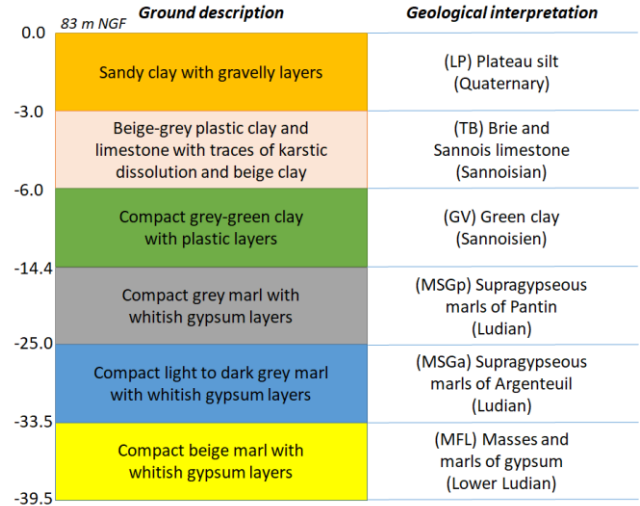 83 m NGF
Ground description
Geological interpretation
0.0
Sandy clay with gravelly layers
(LP) Plateau silt
(Quaternary)
-3.0
Beige-grey plastic clay and
limestone with traces of karstic
dissolution and beige clay
(TB) Brie and
Sannois limestone
(Sannoisian)
-6.0
Compact grey-green clay
with plastic layers
(GV) Green clay
(Sannoisien)
-14.4
Compact grey marl with
whitish gypsum layers
(MSGp) Supragypseous
marls of Pantin
(Ludian)
-25.0
Compact light to dark grey marl
with whitish gypsum layers
(MSGa) Supragypseous
marls of Argenteuil
(Ludian)
-33.5
Compact beige marl with
whitish gypsum layers
(MFL) Masses and
marls of gypsum
(Lower Ludian)
-39.5